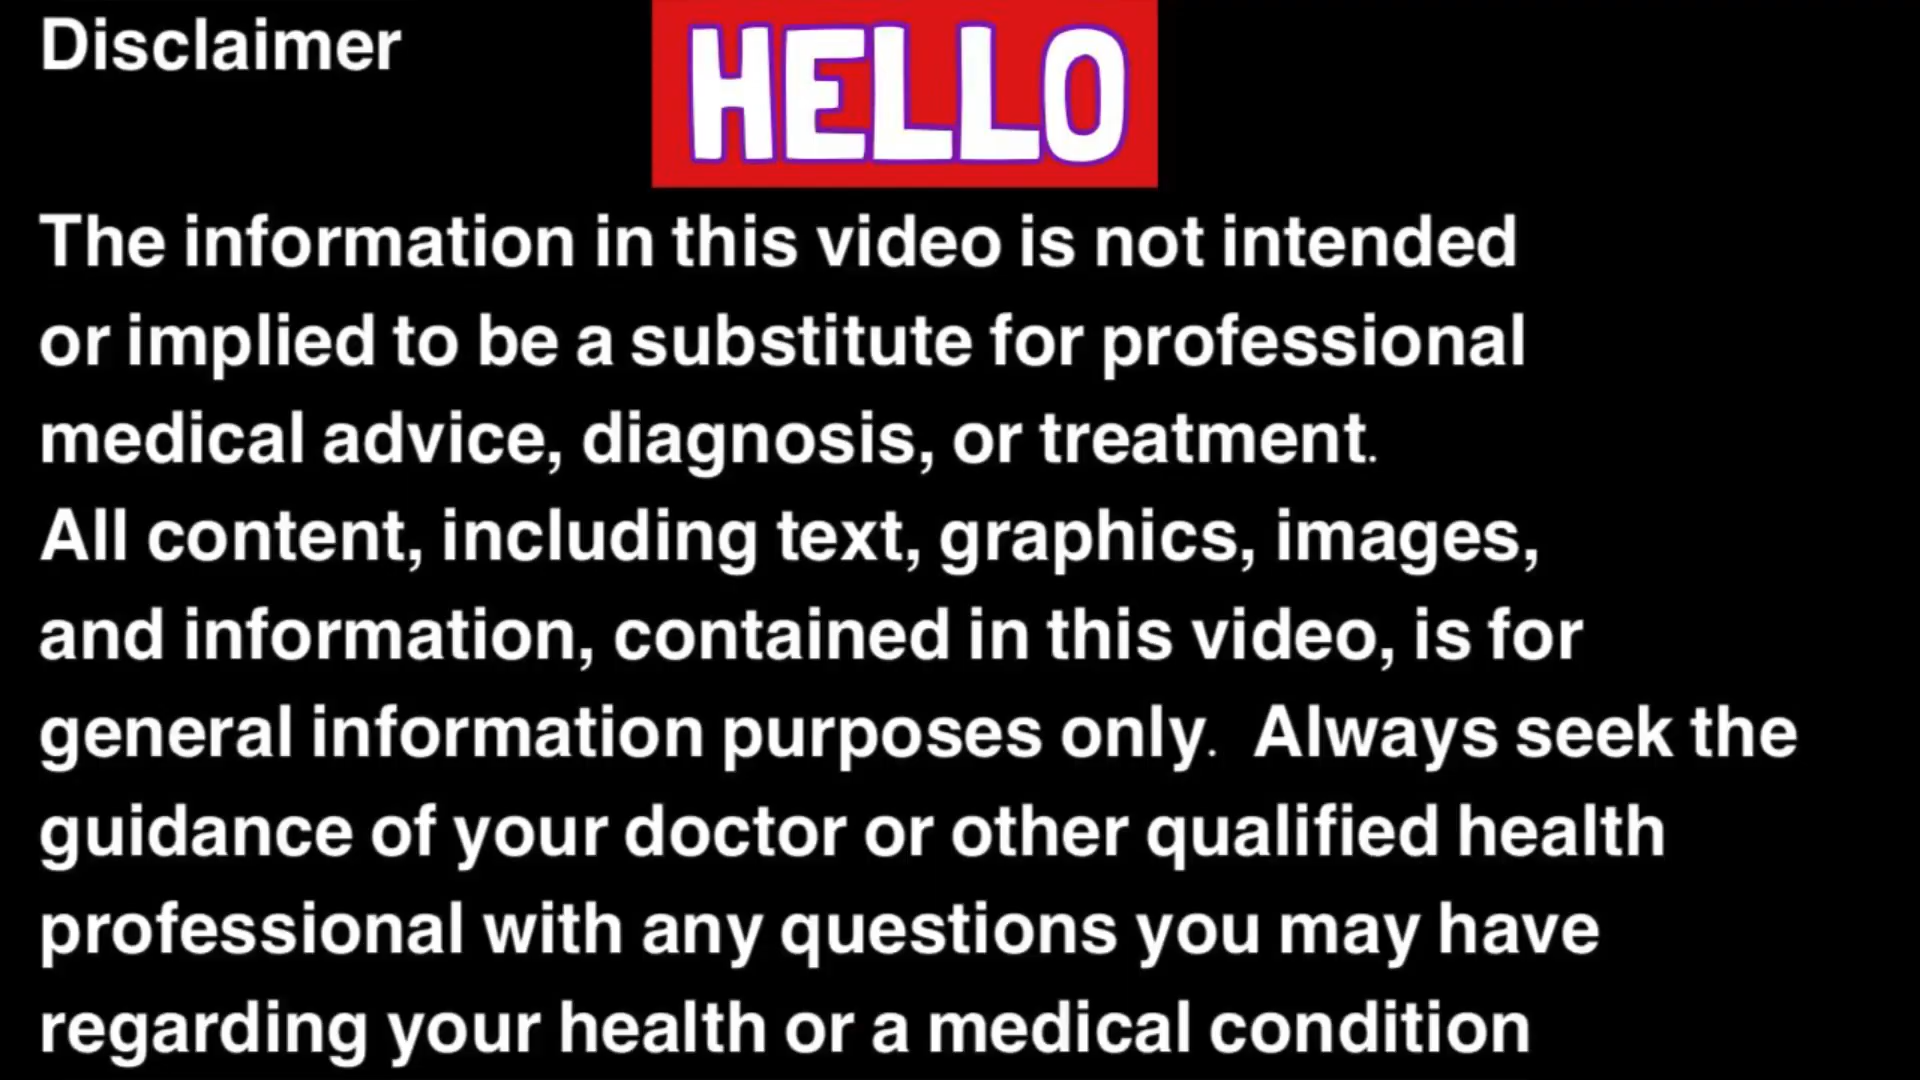 Disclaimer
HELLO
The information in this video is not intended
or implied to be a substitute for professional
medical advice, diagnosis, or treatment.
All content, including text, graphics, images,
and information, contained in this video, is for
general information purposes only.  Always seek the
guidance of your doctor or other qualified health
professional with any questions you may have
regarding your health or a medical condition